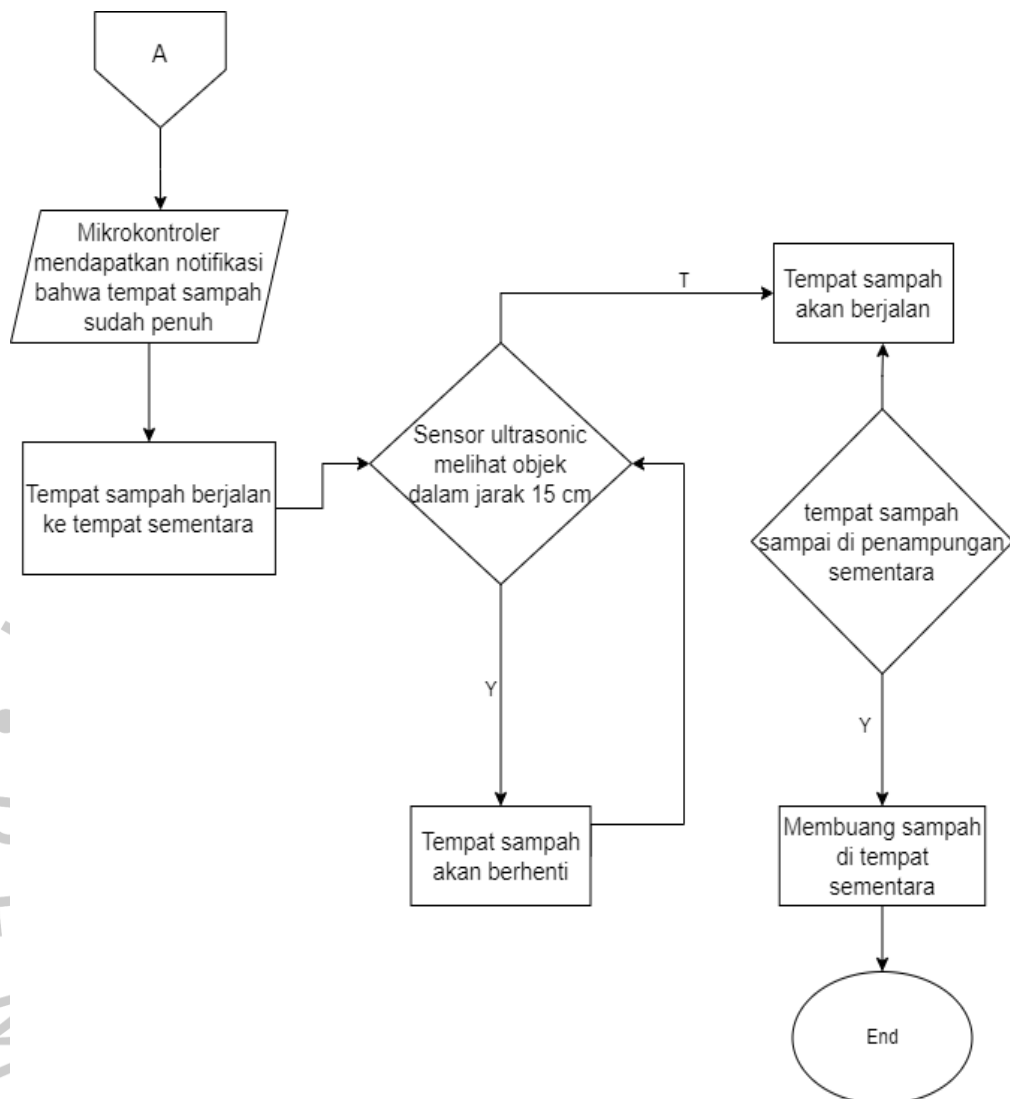 A
Mikrokontroler
mendapatkan notifikasi
bahwa tempat sampah
sudah penuh
Tempat sampah berjalan
ke tempat sementara
Sensor ultrasonic
melihat objek
dalam jarak 15 cm
T
Y
Tempat sampah
akan berhenti
Tempat sampah
akan berjalan
tempat sampah
sampai di penampungan
sementara
Y
Membuang sampah
di tempat
sementara
End